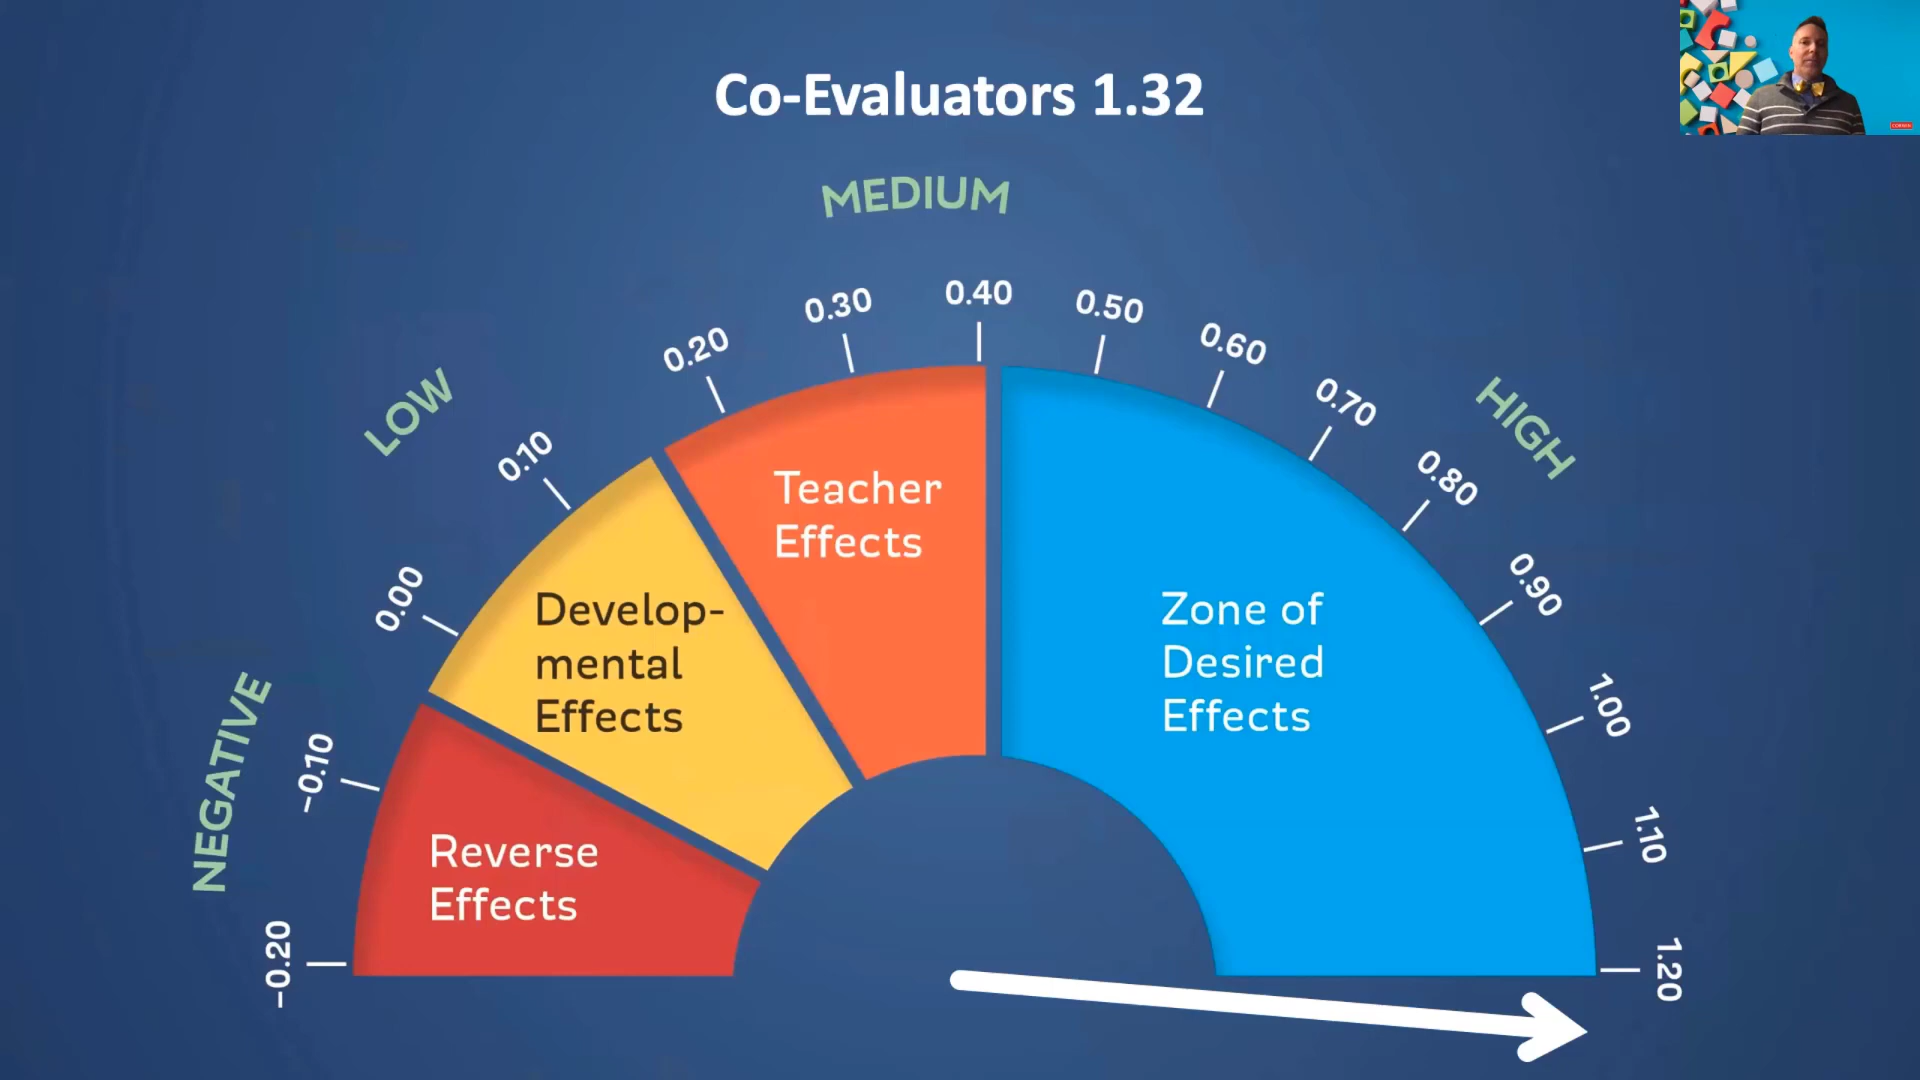 Co-Evaluators 1.32
CORWIN
MEDIUM
LOW
HIGH
NEGATIVE
−0.20
−0.10
0.00
0.10
0.20
0.30
0.40
0.50
0.60
0.70
0.80
0.90
1.00
1.10
1.20
Teacher
Effects
Develop-
mental
Effects
Zone of
Desired
Effects
Reverse
Effects